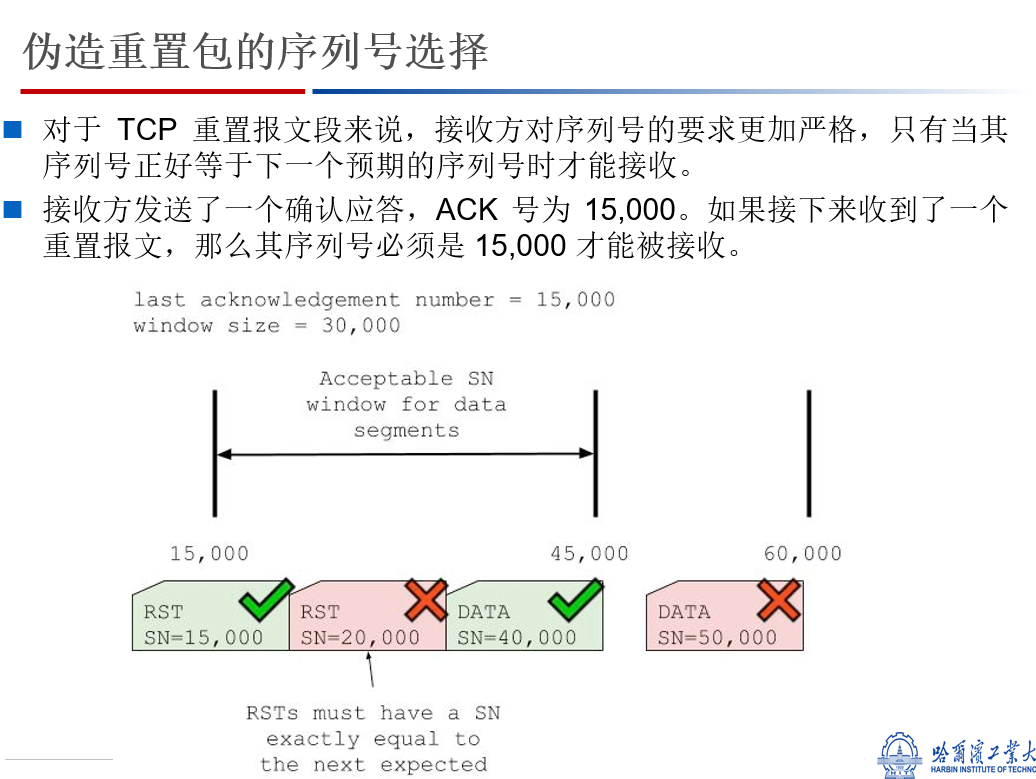 伪造重置包的序列号选择
对于 TCP 重置报文段来说，接收方对序列号的要求更加严格，只有当其
序列号正好等于下一个预期的序列号时才能接收。
接收方发送了一个确认应答，ACK 号为 15,000。如果接下来收到了一个
重置报文，那么其序列号必须是 15,000 才能被接收。
last acknowledgement number = 15,000
window size = 30,000
Acceptable SN
window for data
segments
15,000 45,000 60,000
RST RST DATA DATA
SN=15,000 SN=20,000 SN=40,000 SN=50,000
RSTs must have a SN
exactly equal to
the next expected
哈爾濱工業大
HARBIN INSTITUTE OF TECHNO